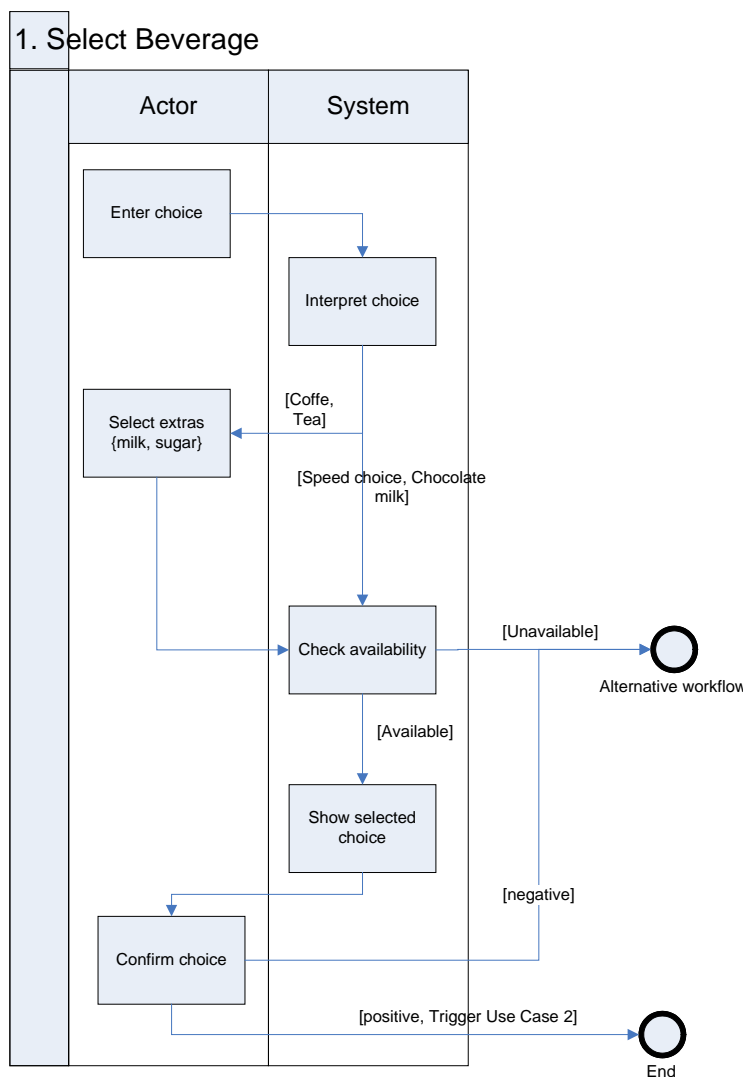 1. Select Beverage
Actor
System
Enter choice
Interpret choice
[Coffe,
Tea]
Select extras
{milk, sugar}
[Speed choice, Chocolate
milk]
[Unavailable]
Check availability
Alternative workflow
[Available]
Show selected
choice
[negative]
Confirm choice
[positive, Trigger Use Case 2]
End